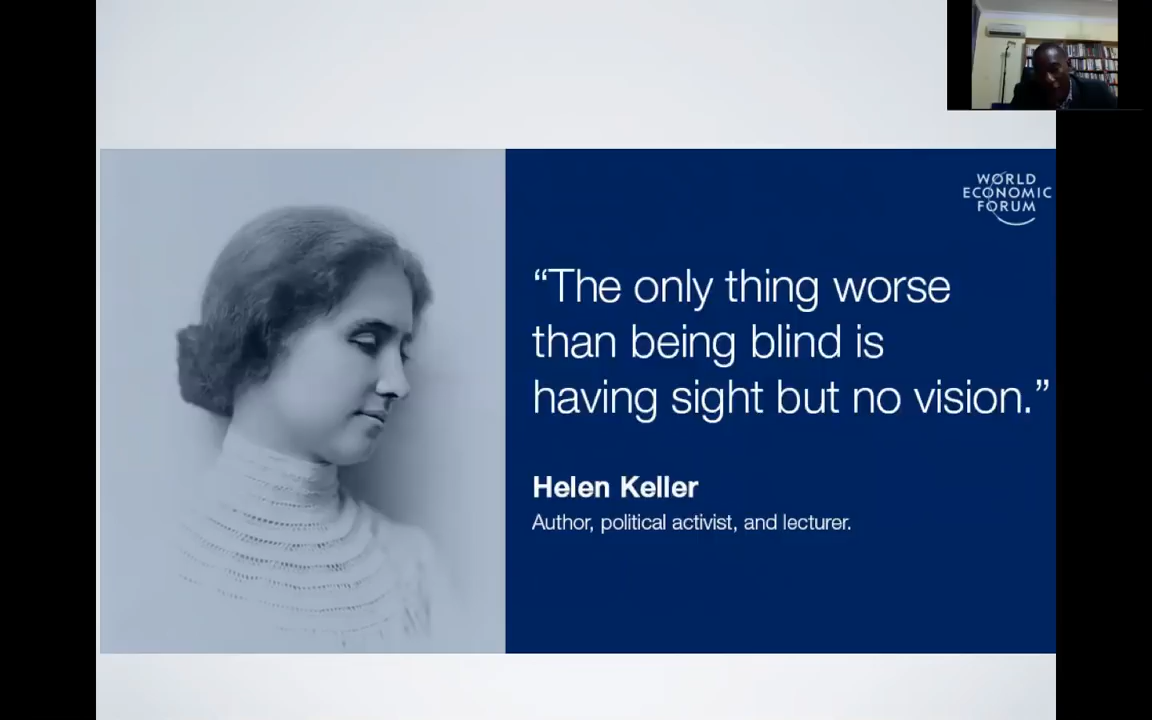 WORLD
ECONOMIC
FORUM
“The only thing worse
than being blind is
having sight but no vision.”
Helen Keller
Author, political activist, and lecturer.